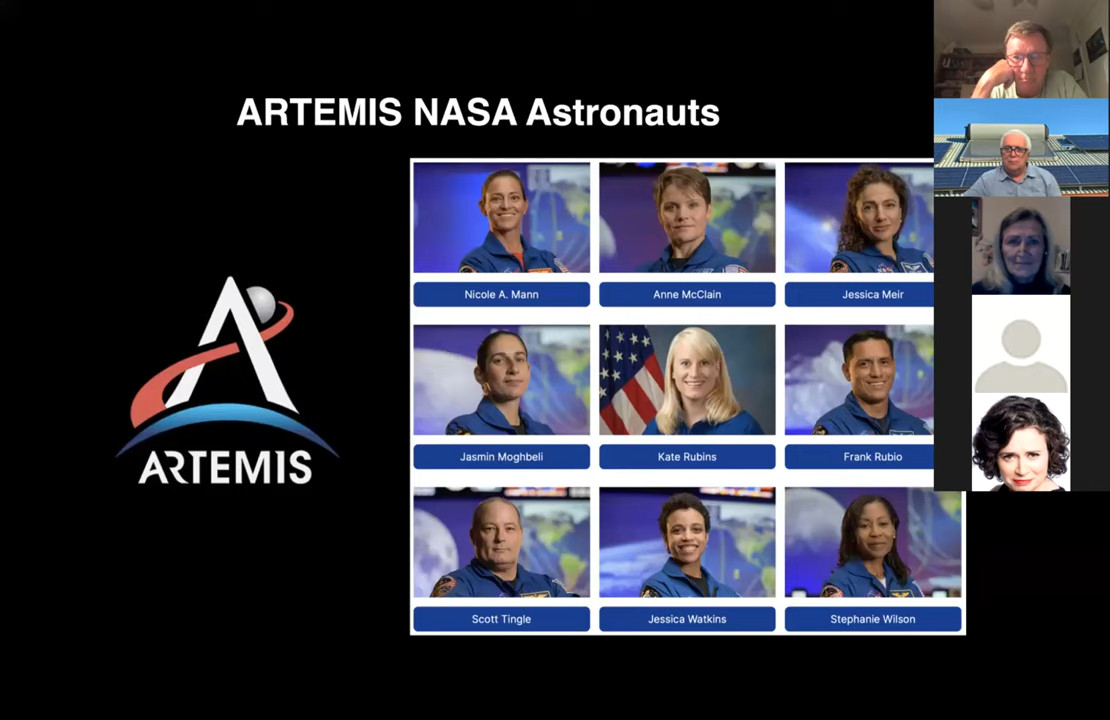 ARTEMIS NASA Astronauts
Nicole A. Mann
Anne McClain
Jessica Meir
Jasmin Moghbeli
Kate Rubins
Frank Rubio
ARTEMIS
Scott Tingle
Jessica Watkins
Stephanie Wilson